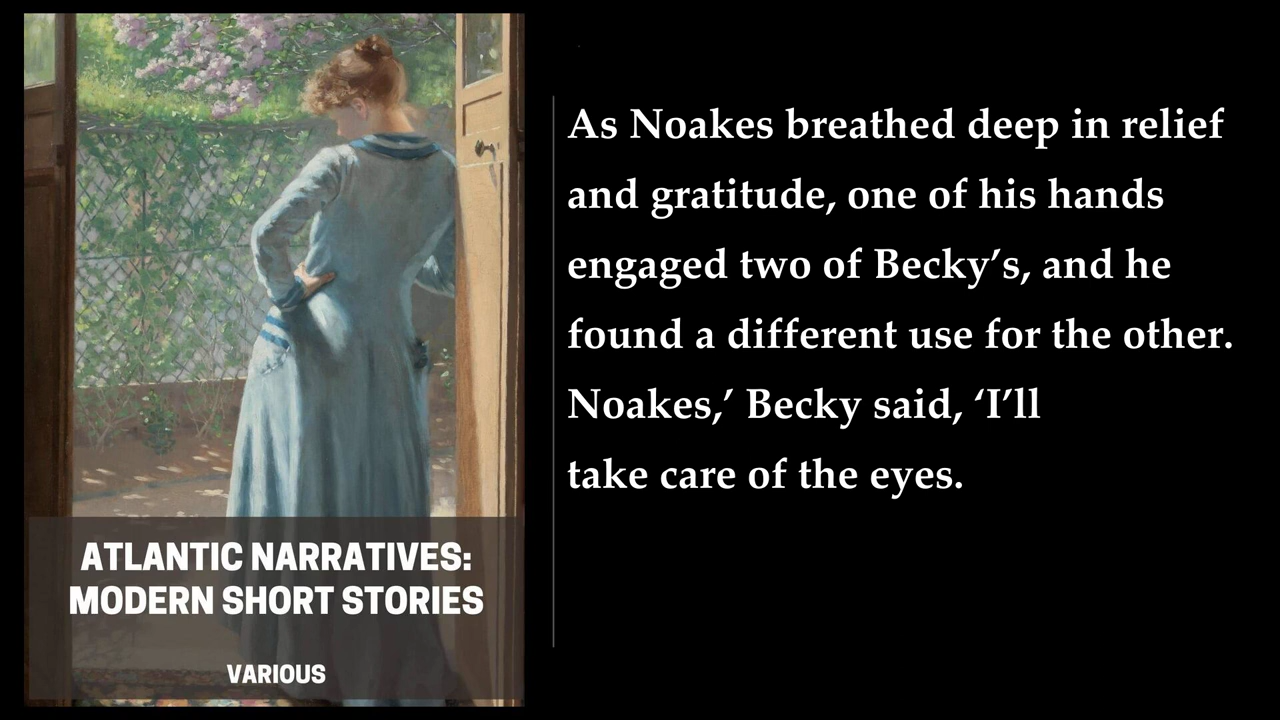 ATLANTIC NARRATIVES:
MODERN SHORT STORIES
VARIOUS
As Noakes breathed deep in relief
and gratitude, one of his hands
engaged two of Becky’s, and he
found a different use for the other.
Noakes,’ Becky said, ‘I’ll
take care of the eyes.